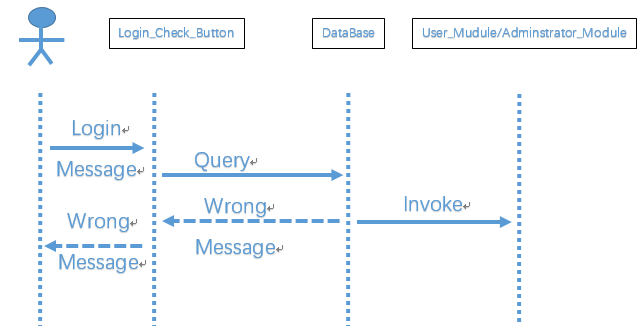 Login_Check_Button
DataBase
User_Mudule/Adminstrator_Module
Login
Message
Query
Wrong
Message
Wrong
Message
Invoke